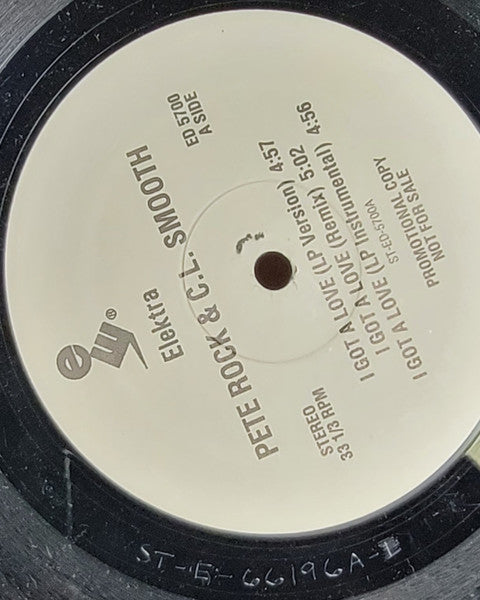 Elektra
PETE ROCK & C.L. SMOOTH
ED 5700
A SIDE
STEREO
33 1/3 RPM
I GOT A LOVE (LP Version) 4:57
I GOT A LOVE (Remix) 5:02
I GOT A LOVE (LP Instrumental) 4:56
ST-ED-5700A
PROMOTIONAL COPY
NOT FOR SALE
ST-E-66196A-1